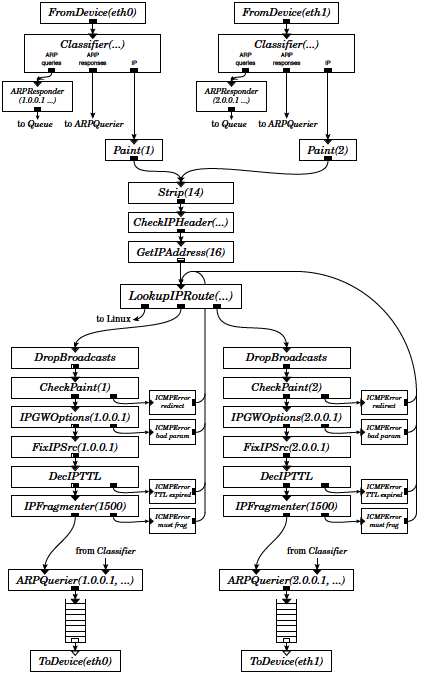 FromDevice(eth0) FromDevice(eth1)
Classifier(...) Classifier(...)
ARP queries ARP responses IP ARP queries ARP responses IP
ARPResponder (1.0.0.1 ...) ARPResponder (2.0.0.1 ...)
to Queue to ARPQuerier to Queue to ARPQuerier
Paint(1) Paint(2)
Strip(14)
CheckIPHeader(...)
GetIPAddress(16)
LookupIPRoute(...)
to Linux
DropBroadcasts DropBroadcasts
CheckPaint(1) CheckPaint(2)
ICMPError redirect ICMPError redirect
IPGWOptions(1.0.0.1) IPGWOptions(2.0.0.1)
ICMPError bad param ICMPError bad param
FixIPSrc(1.0.0.1) FixIPSrc(2.0.0.1)
DecIPTTL DecIPTTL
ICMPError TTL expired ICMPError TTL expired
IPFragmenter(1500) IPFragmenter(1500)
ICMPError must frag ICMPError must frag
from Classifier from Classifier
ARPQuerier(1.0.0.1, ...) ARPQuerier(2.0.0.1, ...)
ToDevice(eth0) ToDevice(eth1)